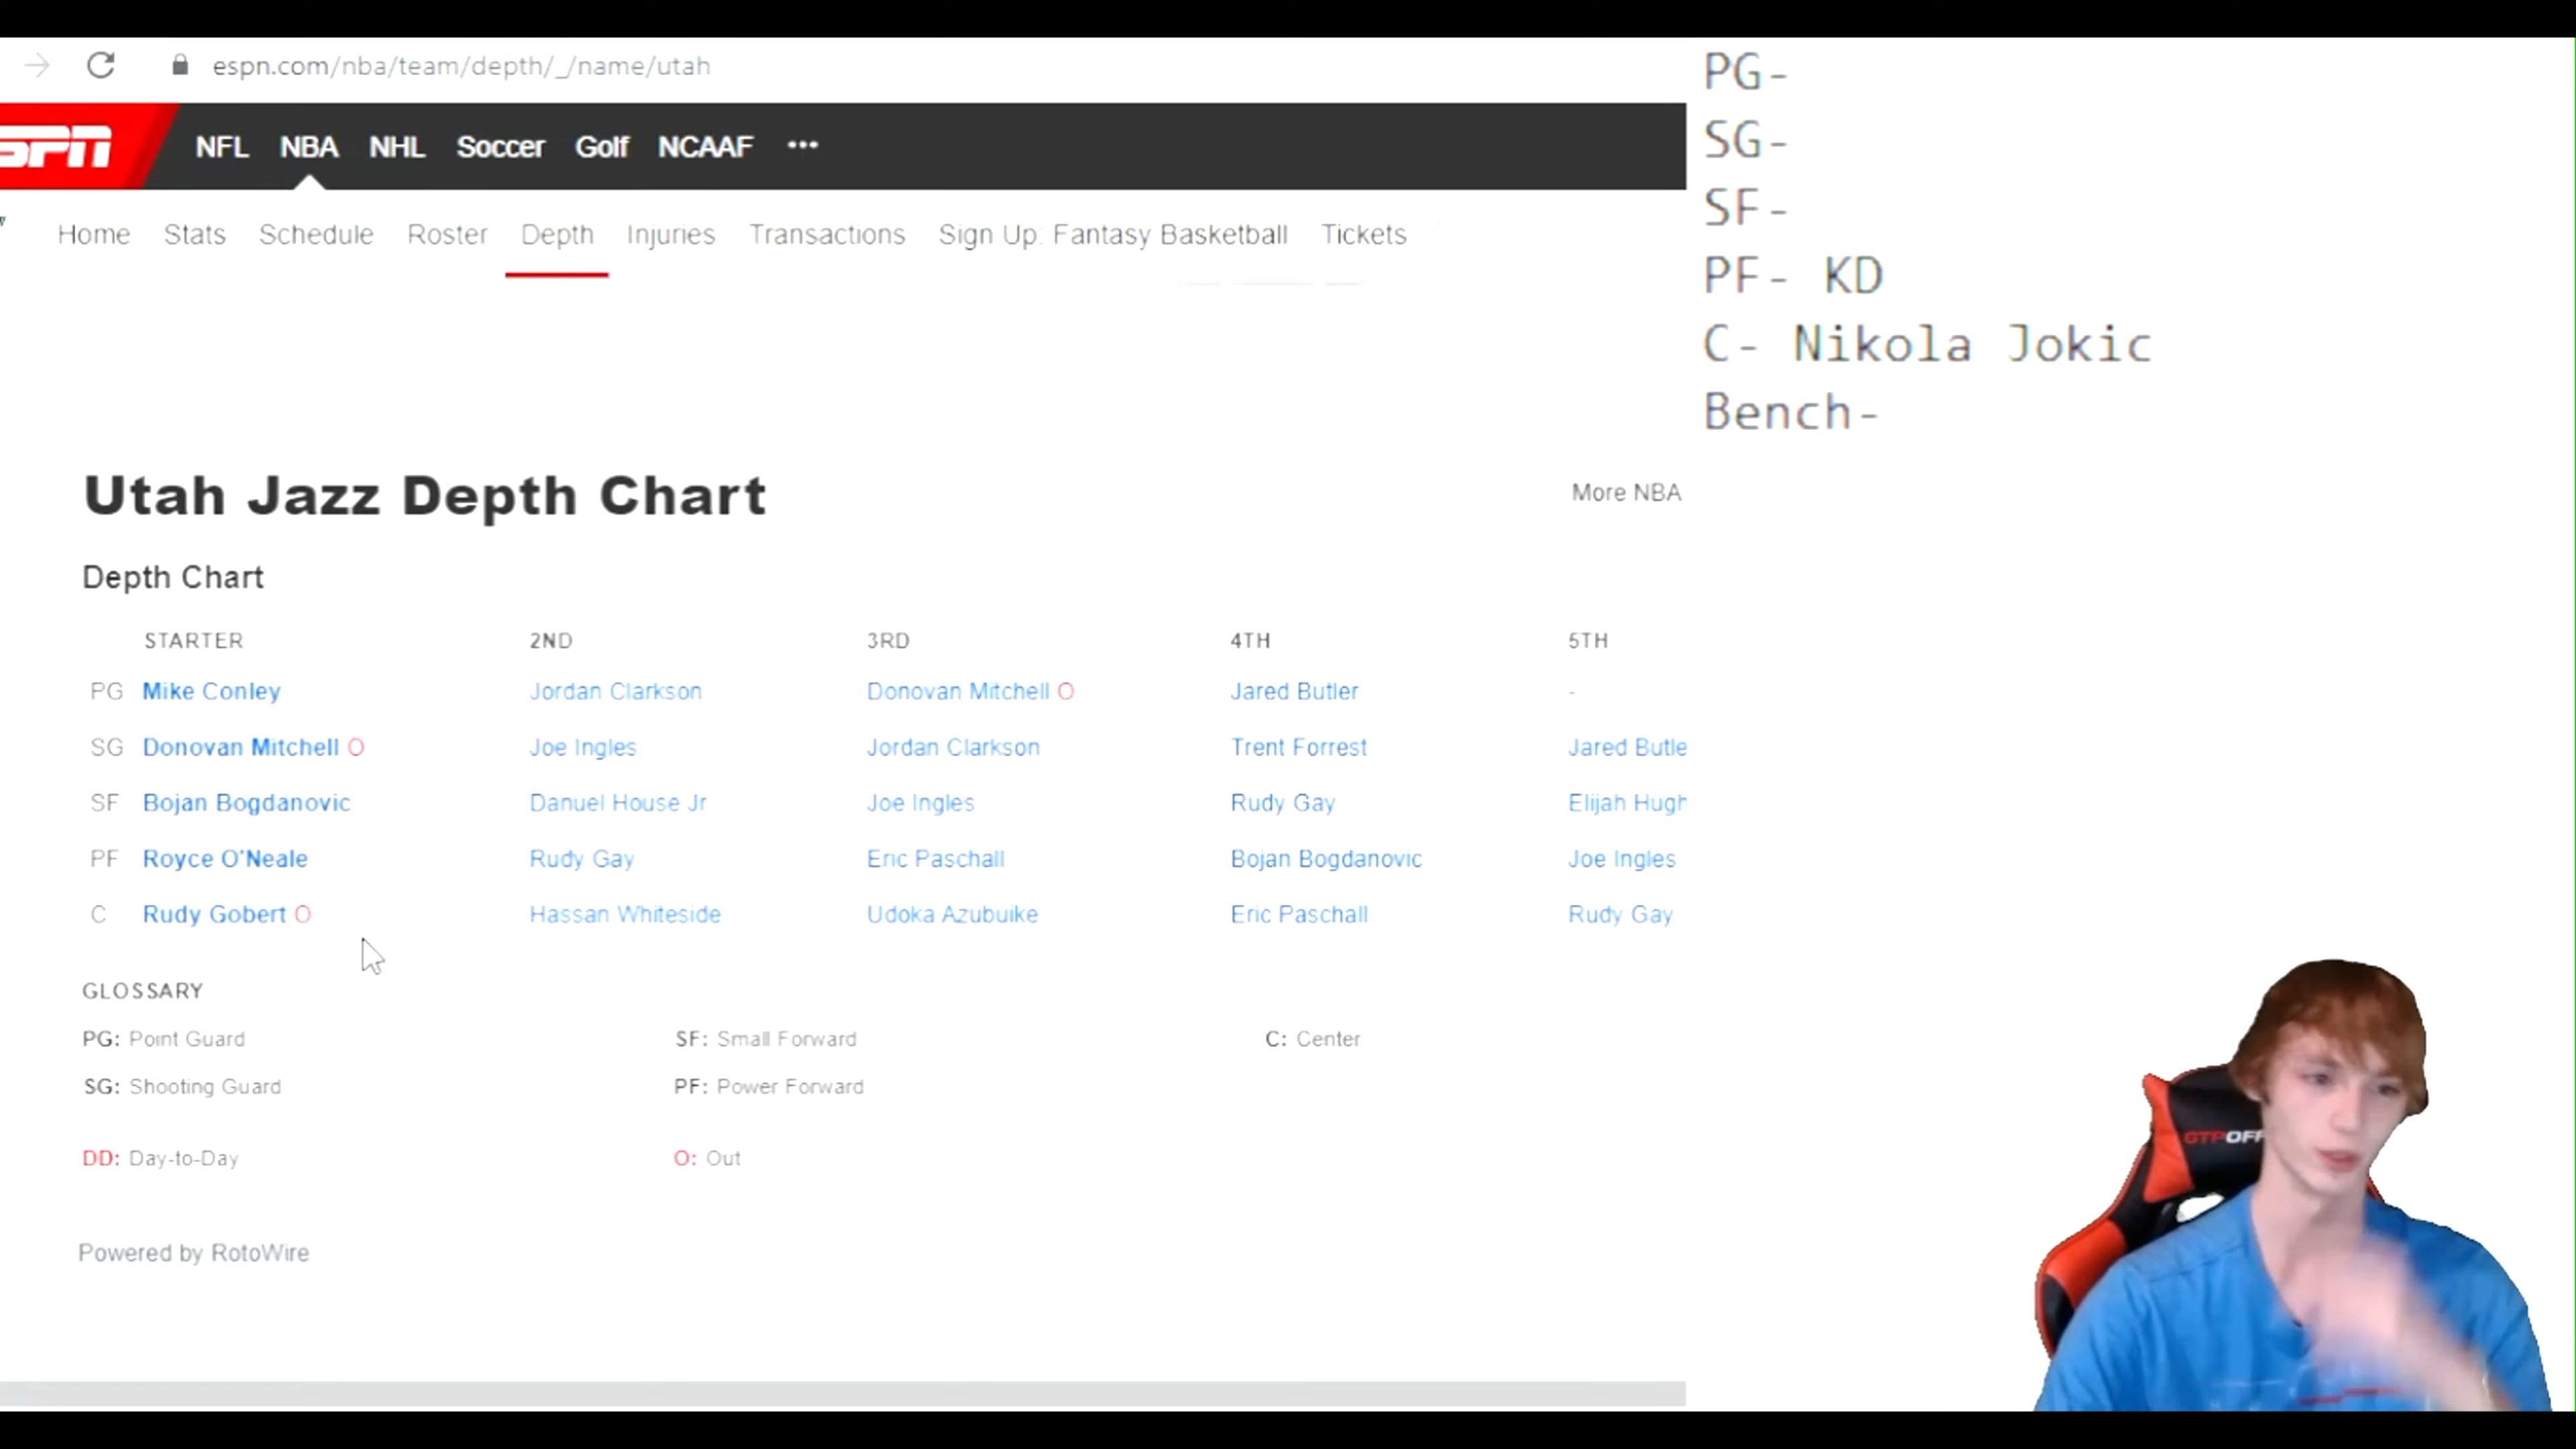 espn.com/nba/team/depth/_/name/utah
NFL NBA NHL Soccer Golf NCAAF •••
Home Stats Schedule Roster Depth Injuries Transactions Sign Up: Fantasy Basketball Tickets
Utah Jazz Depth Chart
More NBA
Depth Chart
STARTER 2ND 3RD 4TH 5TH
PG Mike Conley Jordan Clarkson Donovan Mitchell O Jared Butler -
SG Donovan Mitchell O Joe Ingles Jordan Clarkson Trent Forrest Jared Butle
SF Bojan Bogdanovic Danuel House Jr Joe Ingles Rudy Gay Elijah Hugh
PF Royce O'Neale Rudy Gay Eric Paschall Bojan Bogdanovic Joe Ingles
C Rudy Gobert O Hassan Whiteside Udoka Azubuike Eric Paschall Rudy Gay
GLOSSARY
PG: Point Guard SF: Small Forward C: Center
SG: Shooting Guard PF: Power Forward
DD: Day-to-Day O: Out
Powered by RotoWire
PG-
SG-
SF-
PF- KD
C- Nikola Jokic
Bench-
GTPOFF